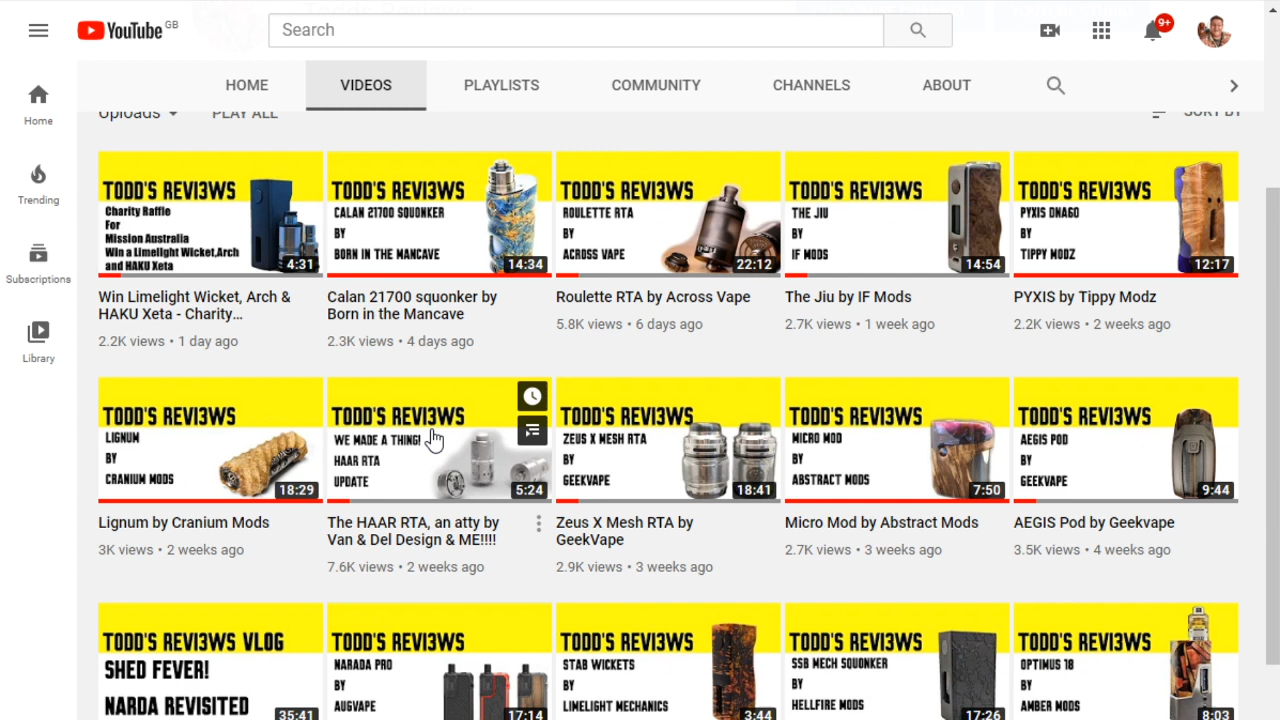 YouTube GB
Search
9+
HOME
VIDEOS
PLAYLISTS
COMMUNITY
CHANNELS
ABOUT
Home
Trending
Subscriptions
Library
Uploads
PLAY ALL
SORT BY
TODD'S REVI3WS
Charity Raffle
For
Mission Australia
Win a Limelight Wicket,Arch
and HAKU Xeta
4:31
Win Limelight Wicket, Arch &
HAKU Xeta - Charity…
2.2K views • 1 day ago
TODD'S REVI3WS
CALAN 21700 SQUONKER
BY
BORN IN THE MANCAVE
14:34
Calan 21700 squonker by
Born in the Mancave
2.3K views • 4 days ago
TODD'S REVI3WS
ROULETTE RTA
BY
ACROSS VAPE
22:12
Roulette RTA by Across Vape
5.8K views • 6 days ago
TODD'S REVI3WS
THE JIU
BY
IF MODS
14:54
The Jiu by IF Mods
2.7K views • 1 week ago
TODD'S REVI3WS
PYXIS DNA60
BY
TIPPY MODZ
12:17
PYXIS by Tippy Modz
2.2K views • 2 weeks ago
TODD'S REVI3WS
LIGNUM
BY
CRANIUM MODS
18:29
Lignum by Cranium Mods
3K views • 2 weeks ago
TODD'S REVI3WS
WE MADE A THING!
HAAR RTA
UPDATE
5:24
The HAAR RTA, an atty by
Van & Del Design & ME!!!!
7.6K views • 2 weeks ago
TODD'S REVI3WS
ZEUS X MESH RTA
BY
GEEKVAPE
18:41
Zeus X Mesh RTA by
GeekVape
2.9K views • 3 weeks ago
TODD'S REVI3WS
MICRO MOD
BY
ABSTRACT MODS
7:50
Micro Mod by Abstract Mods
2.7K views • 3 weeks ago
TODD'S REVI3WS
AEGIS POD
BY
GEEKVAPE
9:44
AEGIS Pod by Geekvape
3.5K views • 4 weeks ago
TODD'S REVI3WS VLOG
SHED FEVER!
NARDA REVISITED
35:41
TODD'S REVI3WS
NARADA PRO
BY
AUGVAPE
17:14
TODD'S REVI3WS
STAB WICKETS
BY
LIMELIGHT MECHANICS
3:44
TODD'S REVI3WS
SSB MECH SQUONKER
BY
HELLFIRE MODS
17:26
TODD'S REVI3WS
OPTIMUS 18
BY
AMBER MODS
8:03